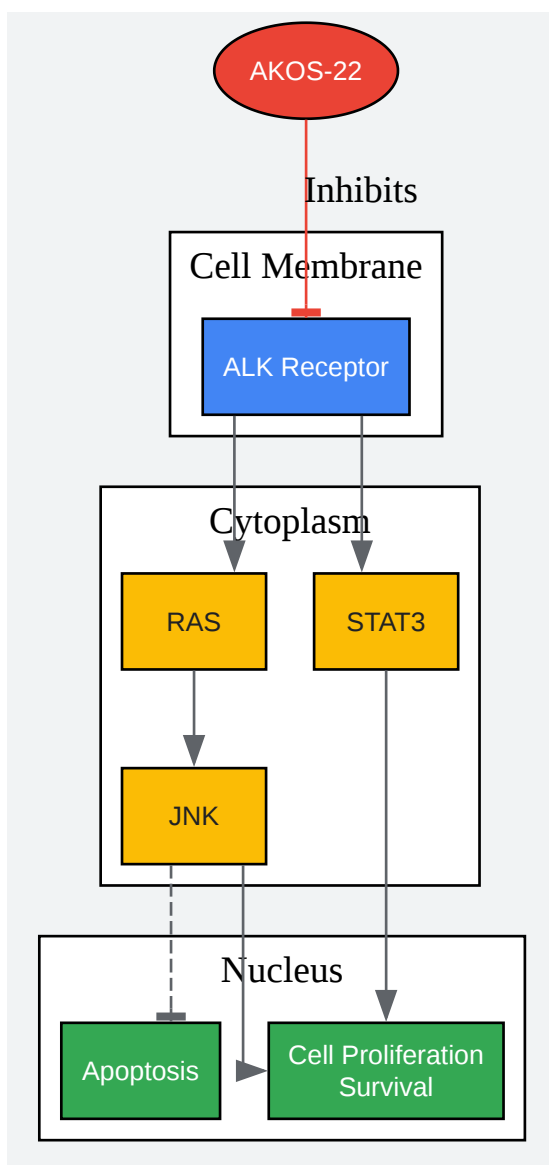 AKOS-22
Inhibits
Cell Membrane
ALK Receptor
Cytoplasm
RAS
STAT3
JNK
Nucleus
Apoptosis
Cell Proliferation
Survival